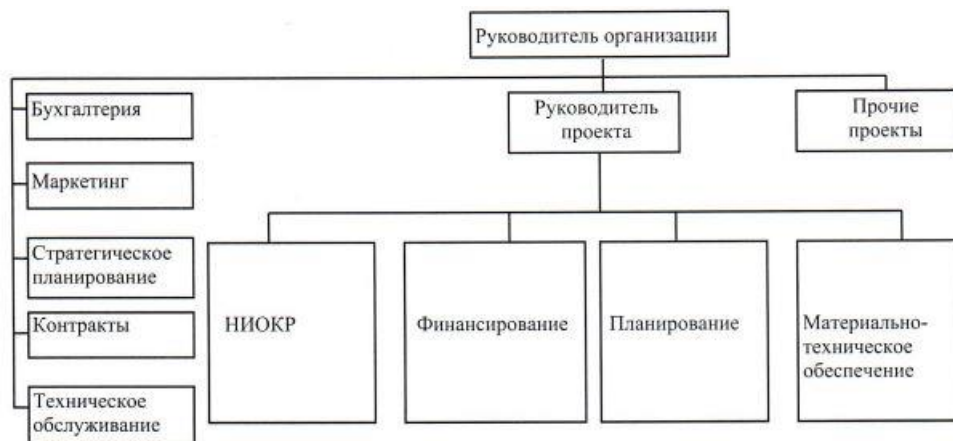 Руководитель организации
Бухгалтерия
Руководитель
проекта
Прочие
проекты
Маркетинг
Стратегическое
планирование
Контракты
Техническое
обслуживание
НИОКР
Финансирование
Планирование
Материально-
техническое
обеспечение